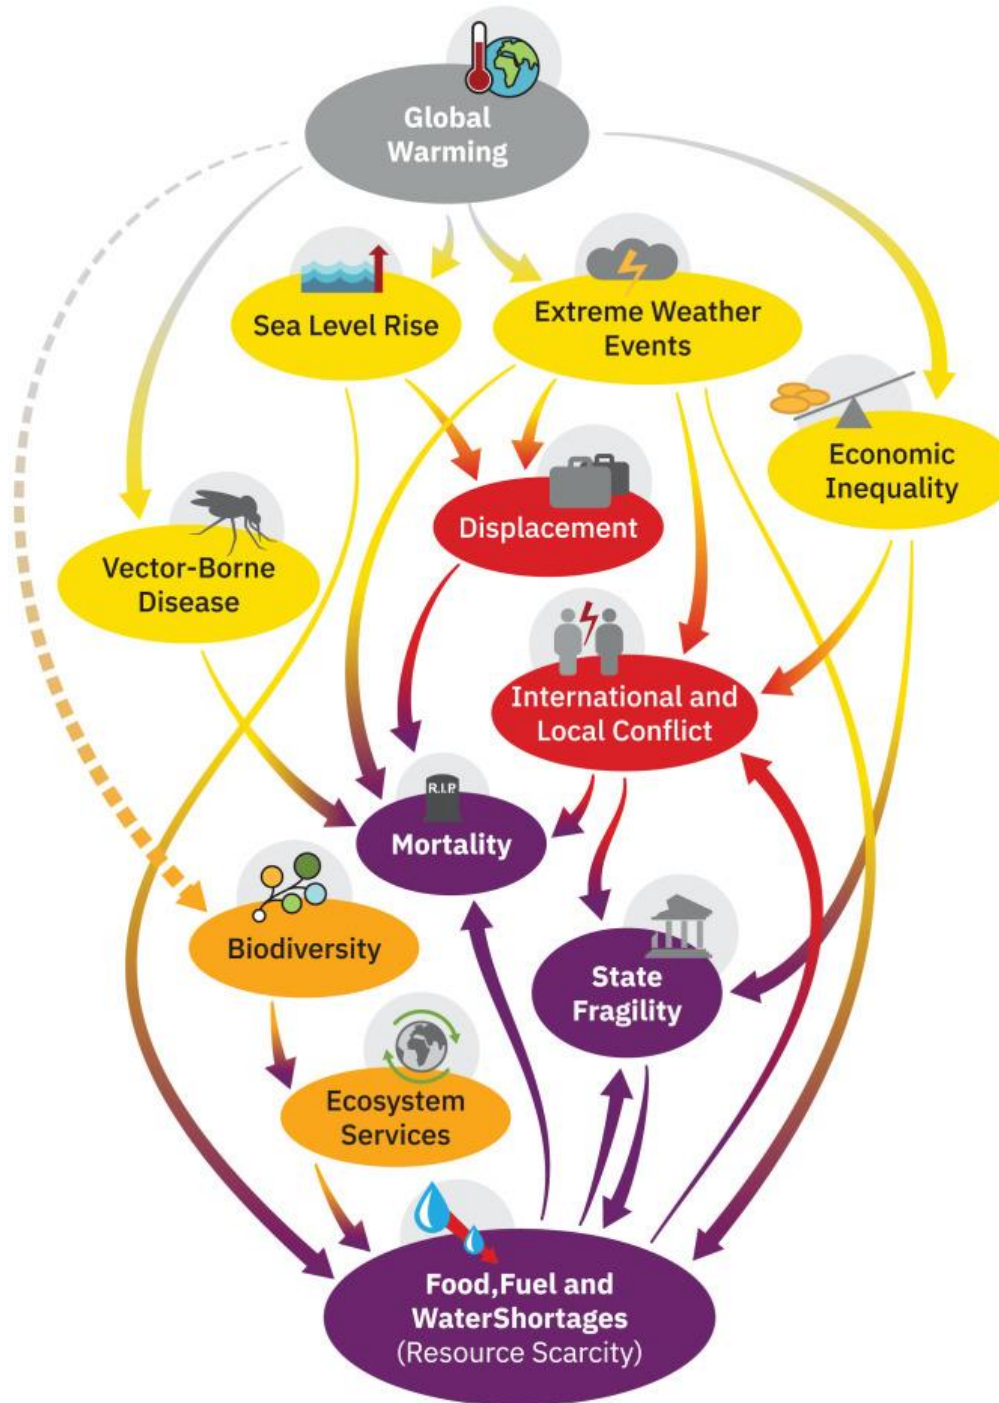 Global
Warming
Sea Level Rise
Extreme Weather
Events
Economic
Inequality
Displacement
Vector-Borne
Disease
International and
Local Conflict
R.I.P.
Mortality
Biodiversity
State
Fragility
Ecosystem
Services
Food,Fuel and
WaterShortages
(Resource Scarcity)